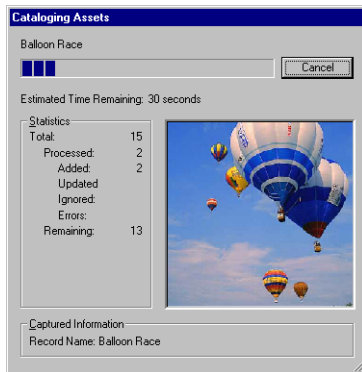 Cataloging Assets
Balloon Race
Cancel
Estimated Time Remaining: 30 seconds
Statistics
Total: 15
Processed: 2
Added: 2
Updated
Ignored:
Errors:
Remaining: 13
Captured Information
Record Name: Balloon Race